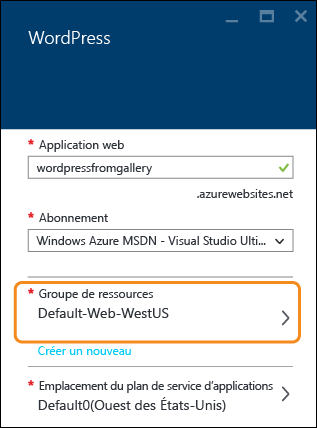 WordPress
* Application web
wordpressfromgallery
.azurewebsites.net
* Abonnement
Windows Azure MSDN - Visual Studio Ulti...
* Groupe de ressources
Default-Web-WestUS
Créer un nouveau
* Emplacement du plan de service d'applications
Default0(Ouest des États-Unis)